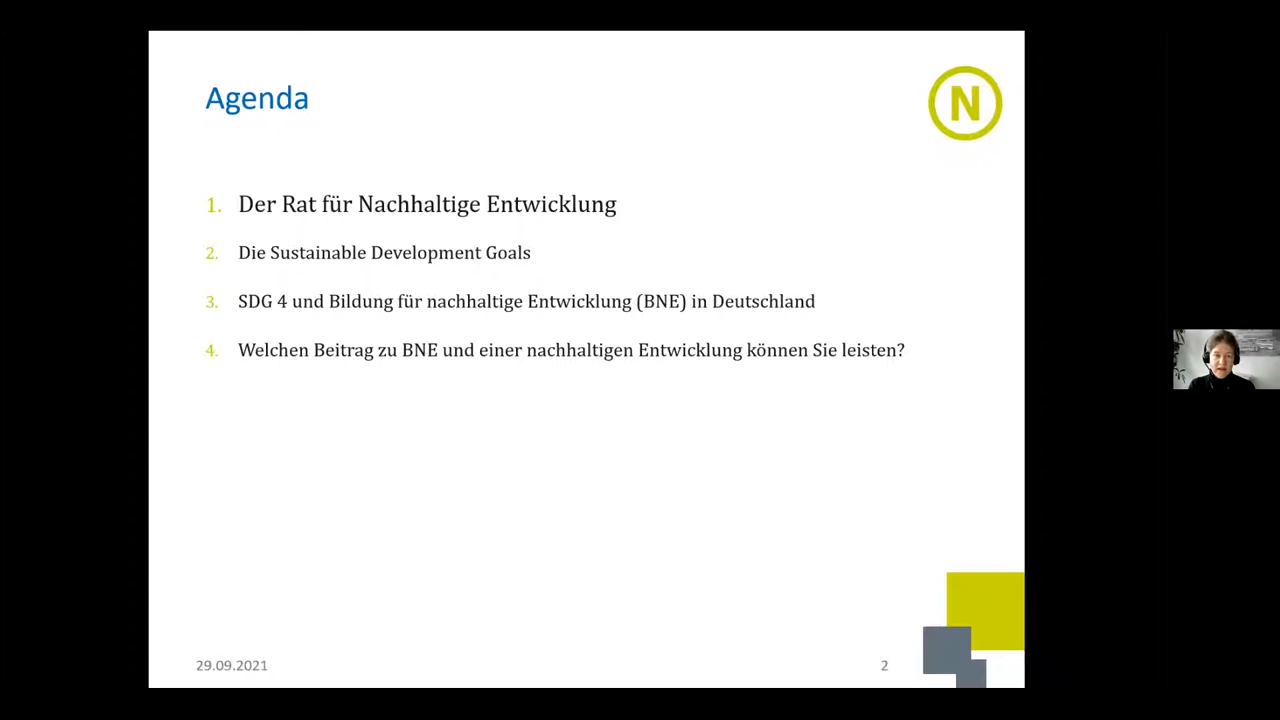 Agenda
N
1. Der Rat für Nachhaltige Entwicklung
2. Die Sustainable Development Goals
3. SDG 4 und Bildung für nachhaltige Entwicklung (BNE) in Deutschland
4. Welchen Beitrag zu BNE und einer nachhaltigen Entwicklung können Sie leisten?
29.09.2021
2